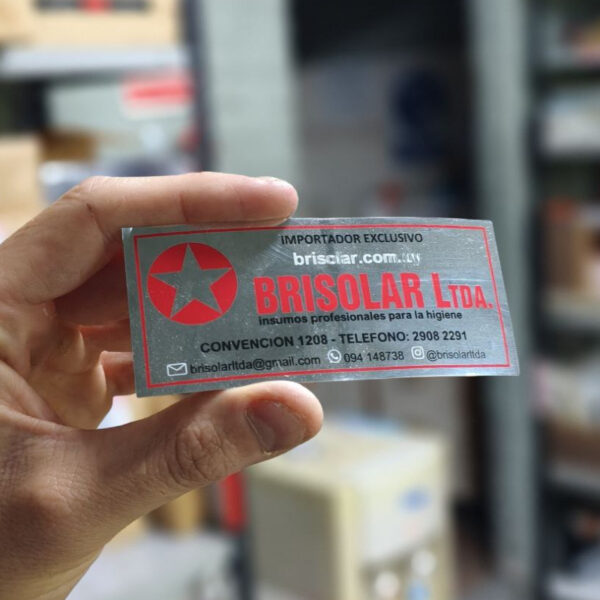 IMPORTADOR EXCLUSIVO
brisolar.com.uy
BRISOLAR LTDA.
insumos profesionales para la higiene
CONVENCION 1208 - TELEFONO: 2908 2291
brisolarltda@gmail.com 094 148738 @brisolarltda